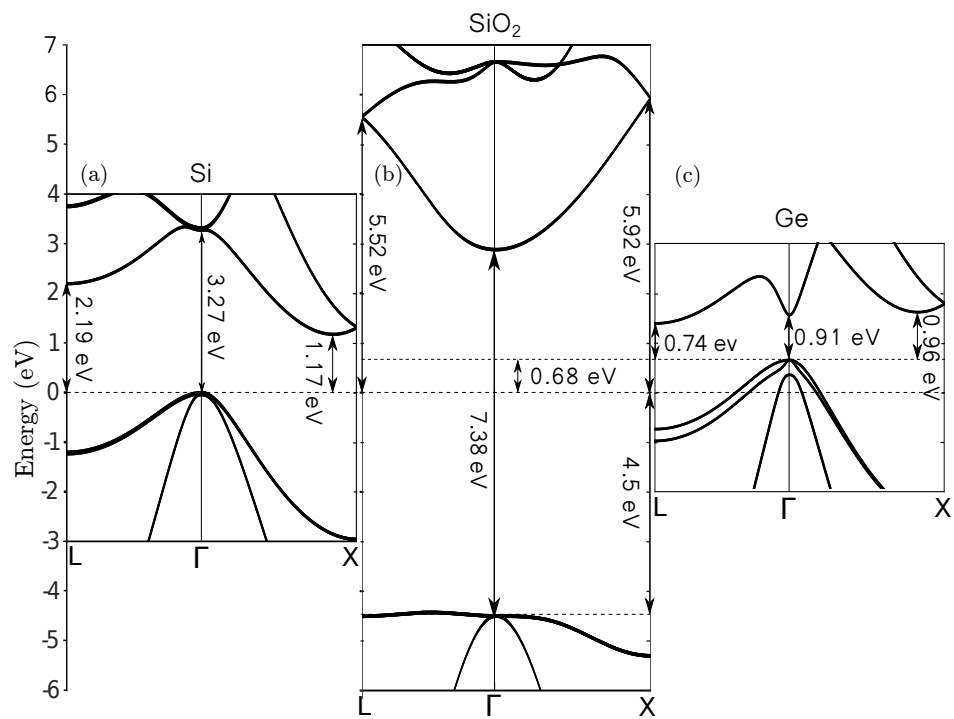 SiO2
7
6
5
4
3
2
1
0
-1
-2
-3
-4
-5
-6
Energy (eV)
(a)
Si
2.19 eV
3.27 eV
1.17 eV
L
Γ
X
(b)
5.52 eV
5.92 eV
0.68 eV
7.38 eV
4.5 eV
L
Γ
X
(c)
Ge
0.74 ev
0.91 eV
0.96 eV
L
Γ
X